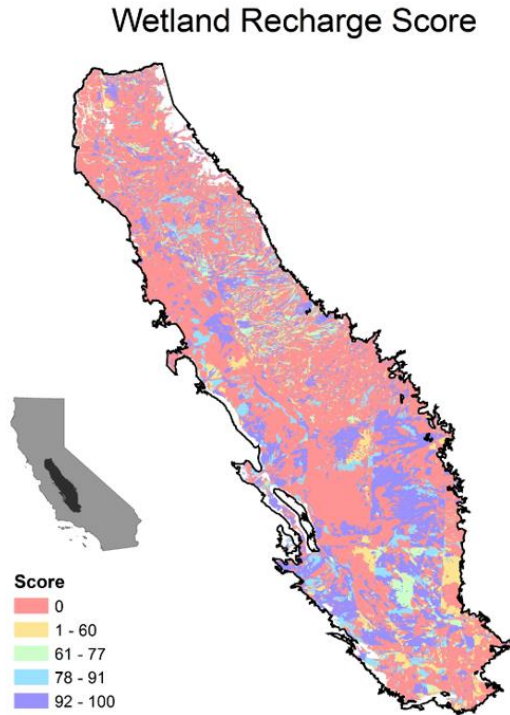 Wetland Recharge Score
Score
0
1 - 60
61 - 77
78 - 91
92 - 100